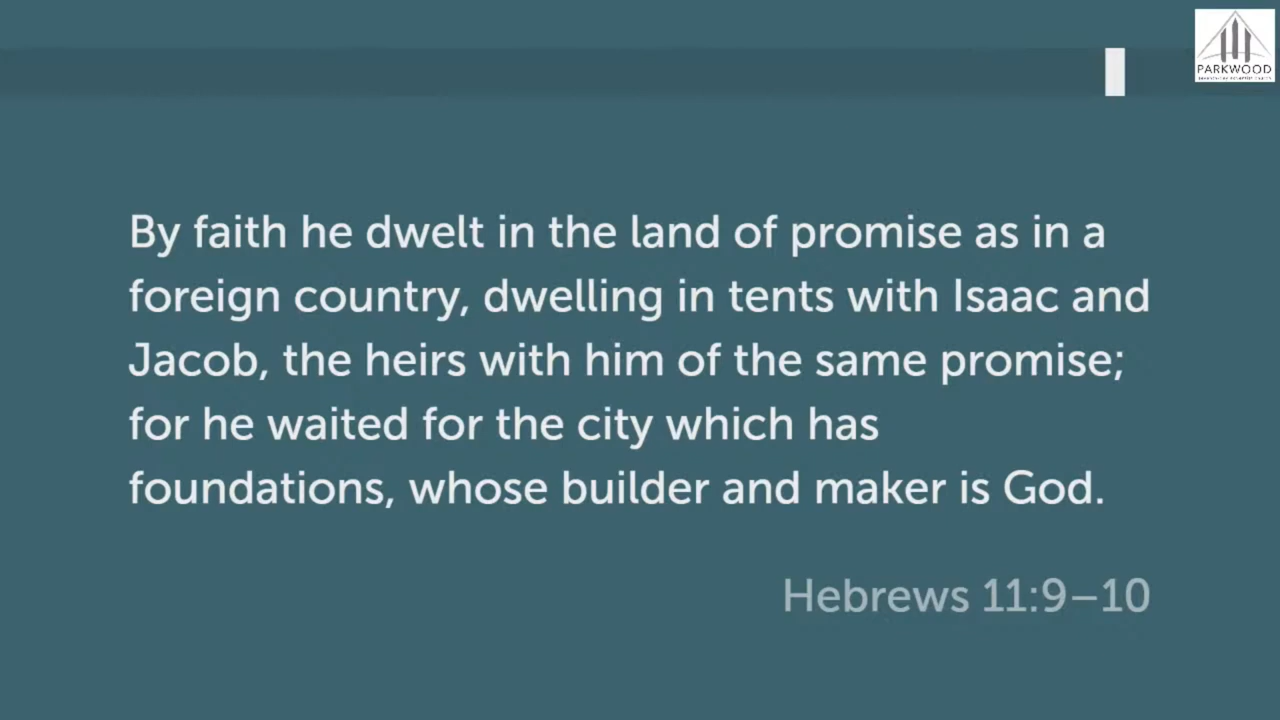 PARKWOOD
By faith he dwelt in the land of promise as in a
foreign country, dwelling in tents with Isaac and
Jacob, the heirs with him of the same promise;
for he waited for the city which has
foundations, whose builder and maker is God.
Hebrews 11:9–10